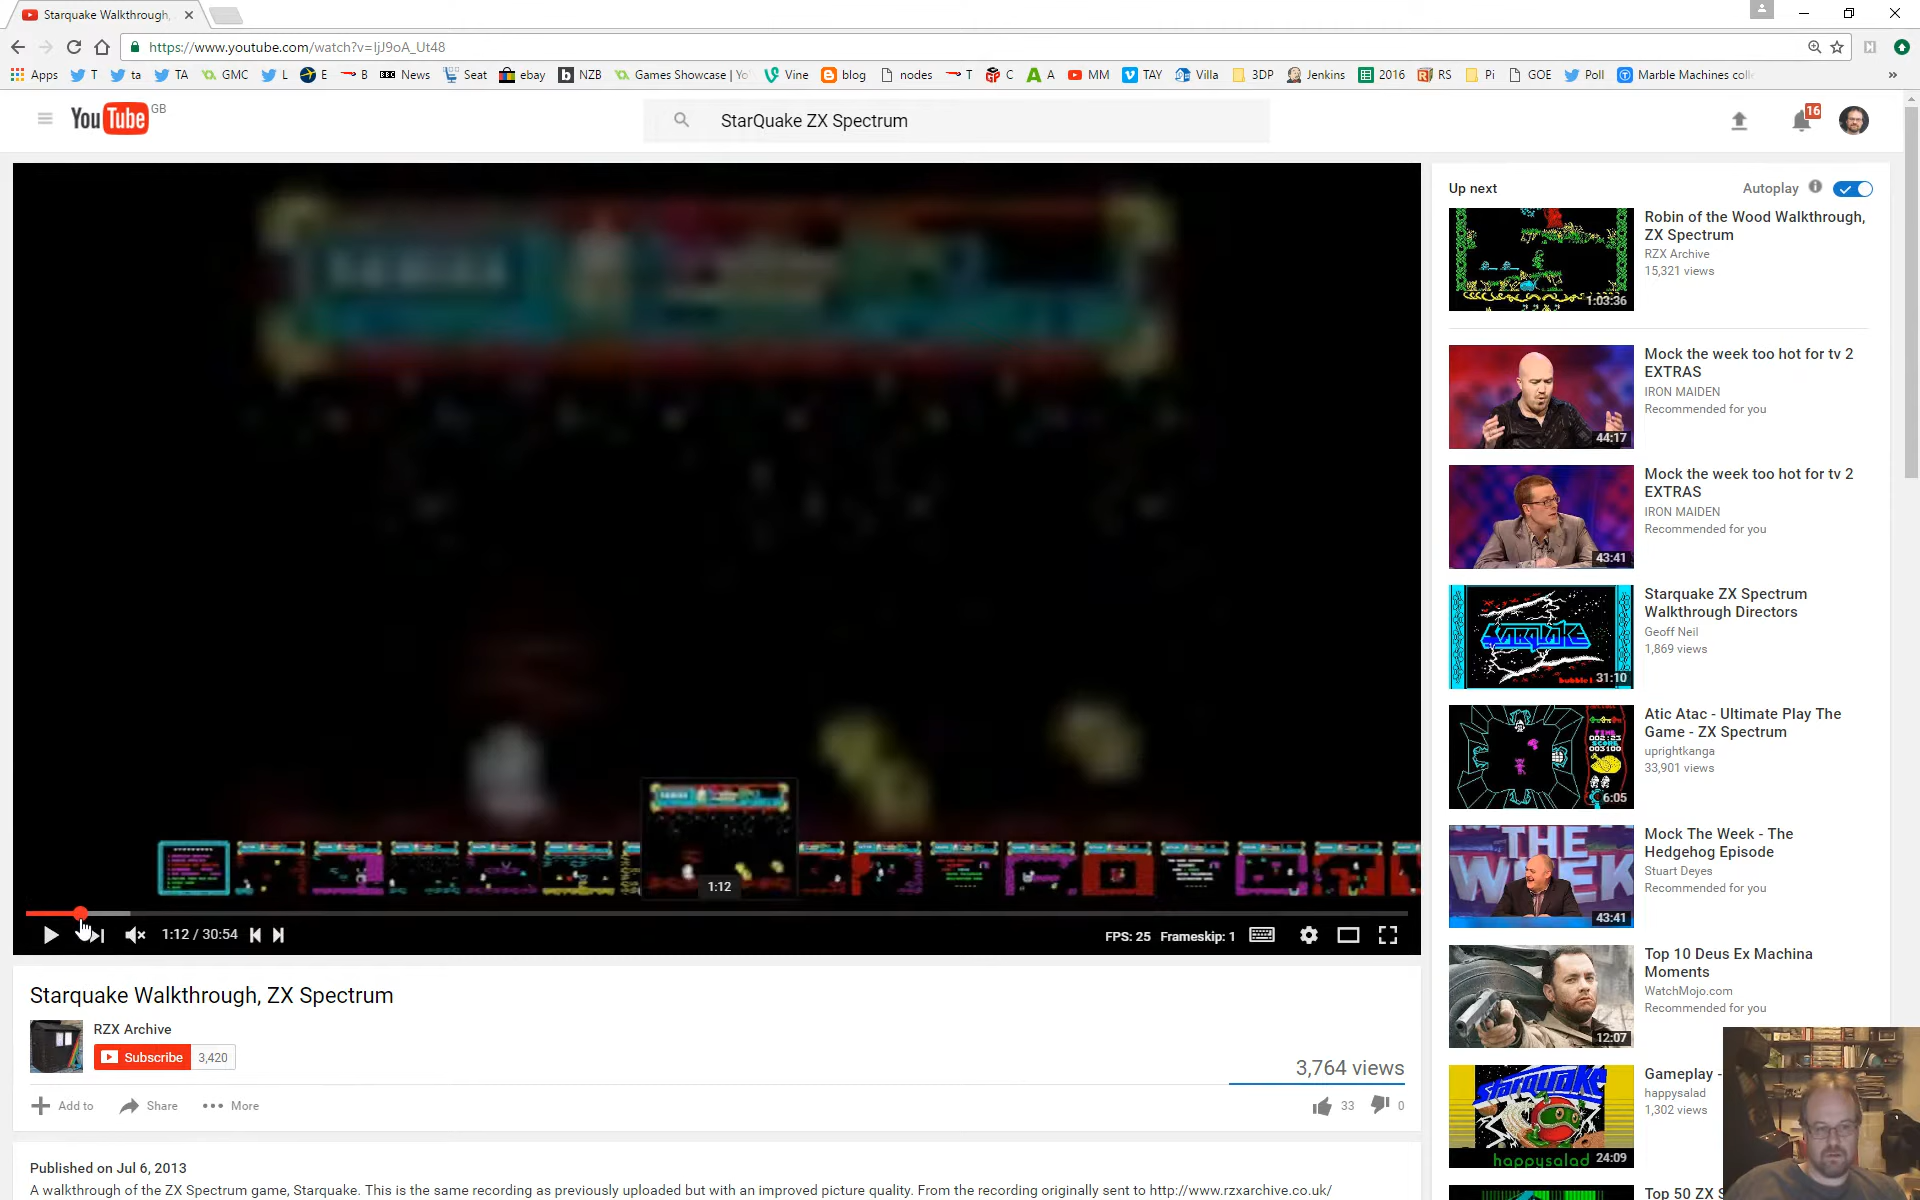 Starquake Walkthrough,
https://www.youtube.com/watch?v=IjJ9oA_Ut48
Apps T ta TA GMC L E B News Seat ebay NZB Games Showcase | Yo Vine blog nodes T C A MM TAY Villa 3DP Jenkins 2016 RS Pi GOE Poll Marble Machines coll »
YouTube GB
StarQuake ZX Spectrum
16
Up next
Autoplay
Robin of the Wood Walkthrough,
ZX Spectrum
RZX Archive
15,321 views
1:03:36
Mock the week too hot for tv 2
EXTRAS
IRON MAIDEN
Recommended for you
44:17
Mock the week too hot for tv 2
EXTRAS
IRON MAIDEN
Recommended for you
43:41
Starquake ZX Spectrum
Walkthrough Directors
Geoff Neil
1,869 views
STARQUAKE
bubble
31:10
Atic Atac - Ultimate Play The
Game - ZX Spectrum
uprightkanga
33,901 views
TIME
SCORE
6:05
Mock The Week - The
Hedgehog Episode
Stuart Deyes
Recommended for you
THE
WEEK
43:41
Top 10 Deus Ex Machina
Moments
WatchMojo.com
Recommended for you
12:07
Gameplay -
happysalad
1,302 views
starquake
happysalad
24:09
Top 50 ZX S
1:12
1:12 / 30:54
FPS: 25 Frameskip: 1
Starquake Walkthrough, ZX Spectrum
RZX Archive
Subscribe 3,420
3,764 views
Add to Share More
33 0
Published on Jul 6, 2013
A walkthrough of the ZX Spectrum game, Starquake. This is the same recording as previously uploaded but with an improved picture quality. From the recording originally sent to http://www.rzxarchive.co.uk/